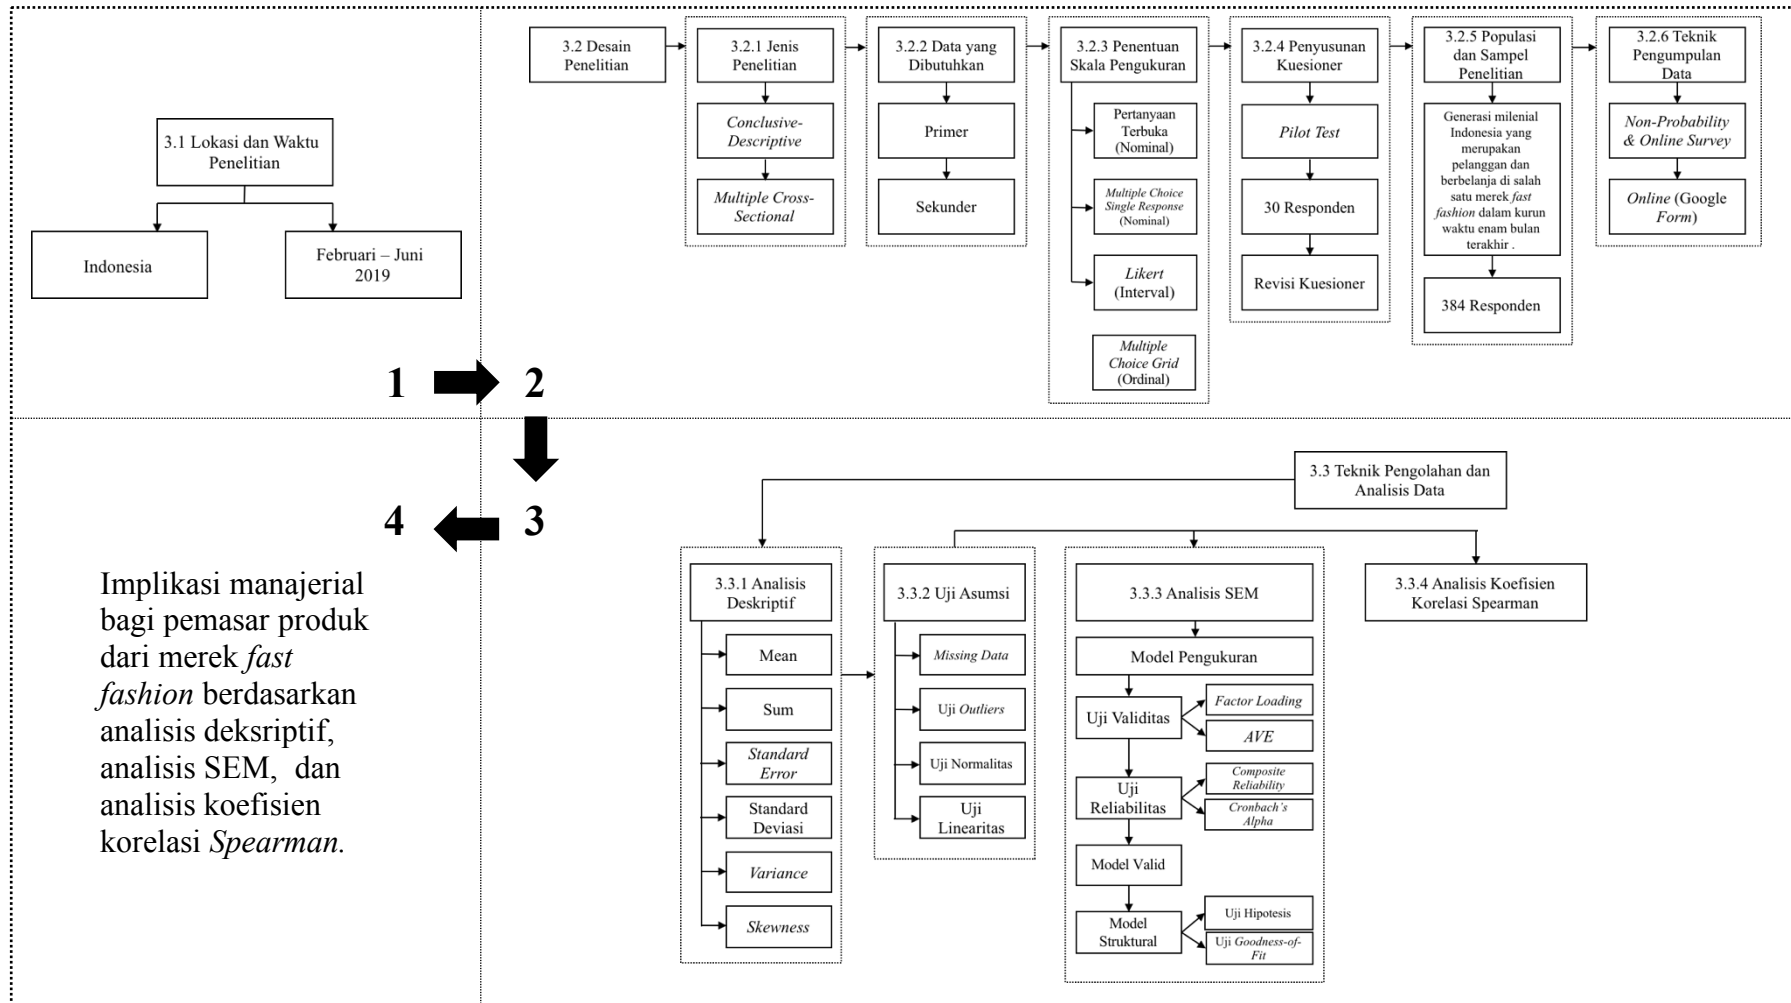 3.1 Lokasi dan Waktu
Penelitian
Indonesia
Februari – Juni
2019
1
2
3.2 Desain
Penelitian
3.2.1 Jenis
Penelitian
Conclusive-
Descriptive
Multiple Cross-
Sectional
3.2.2 Data yang
Dibutuhkan
Primer
Sekunder
3.2.3 Penentuan
Skala Pengukuran
Pertanyaan
Terbuka
(Nominal)
Multiple Choice
Single Response
(Nominal)
Likert
(Interval)
Multiple
Choice Grid
(Ordinal)
3.2.4 Penyusunan
Kuesioner
Pilot Test
30 Responden
Revisi Kuesioner
3.2.5 Populasi
dan Sampel
Penelitian
Generasi milenial
Indonesia yang
merupakan
pelanggan dan
berbelanja di salah
satu merek fast
fashion dalam kurun
waktu enam bulan
terakhir .
384 Responden
3.2.6 Teknik
Pengumpulan
Data
Non-Probability
& Online Survey
Online (Google
Form)
3
3.3 Teknik Pengolahan dan
Analisis Data
3.3.1 Analisis
Deskriptif
Mean
Sum
Standard
Error
Standard
Deviasi
Variance
Skewness
3.3.2 Uji Asumsi
Missing Data
Uji Outliers
Uji Normalitas
Uji
Linearitas
3.3.3 Analisis SEM
Model Pengukuran
Uji Validitas
Factor Loading
AVE
Uji
Reliabilitas
Composite
Reliability
Cronbach's
Alpha
Model Valid
Model
Struktural
Uji Hipotesis
Uji Goodness-of-
Fit
3.3.4 Analisis Koefisien
Korelasi Spearman
4
Implikasi manajerial
bagi pemasar produk
dari merek fast
fashion berdasarkan
analisis deksriptif,
analisis SEM, dan
analisis koefisien
korelasi Spearman.